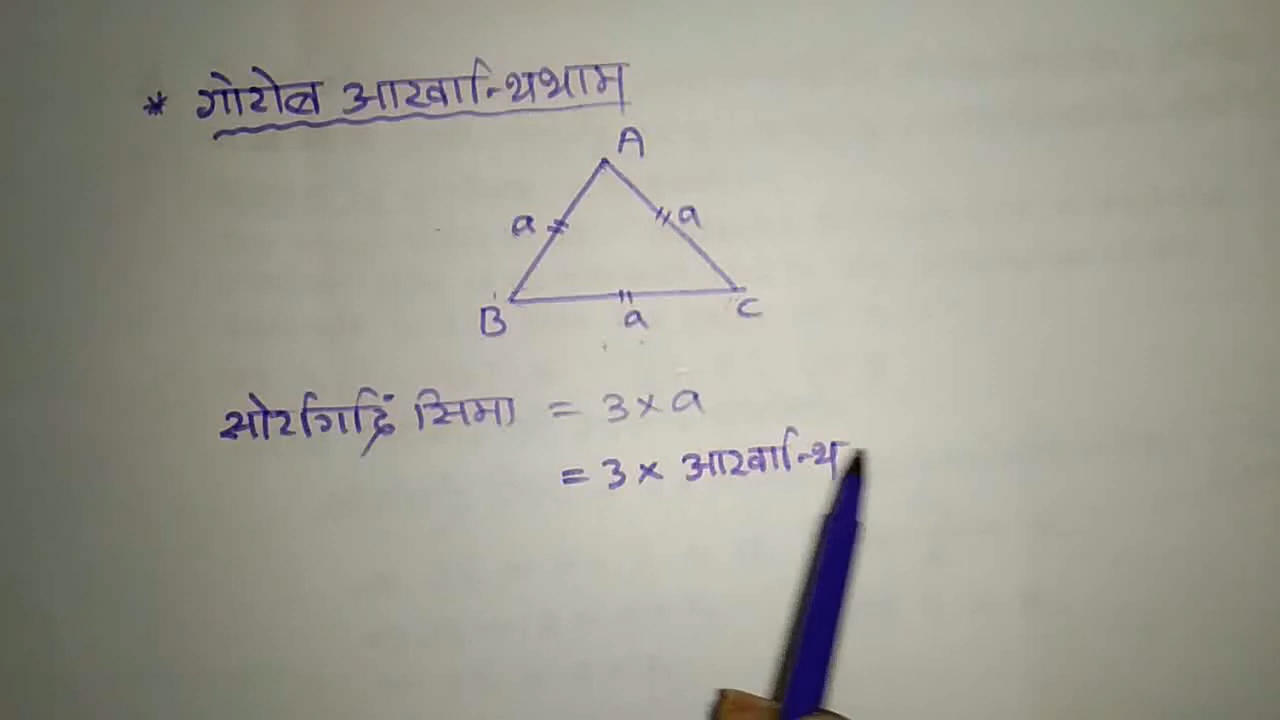 * गोरोब आखान्थिथाम
A
a a
B a C
सोरगिदिं सिमा = 3 × a
= 3 × आखान्थि